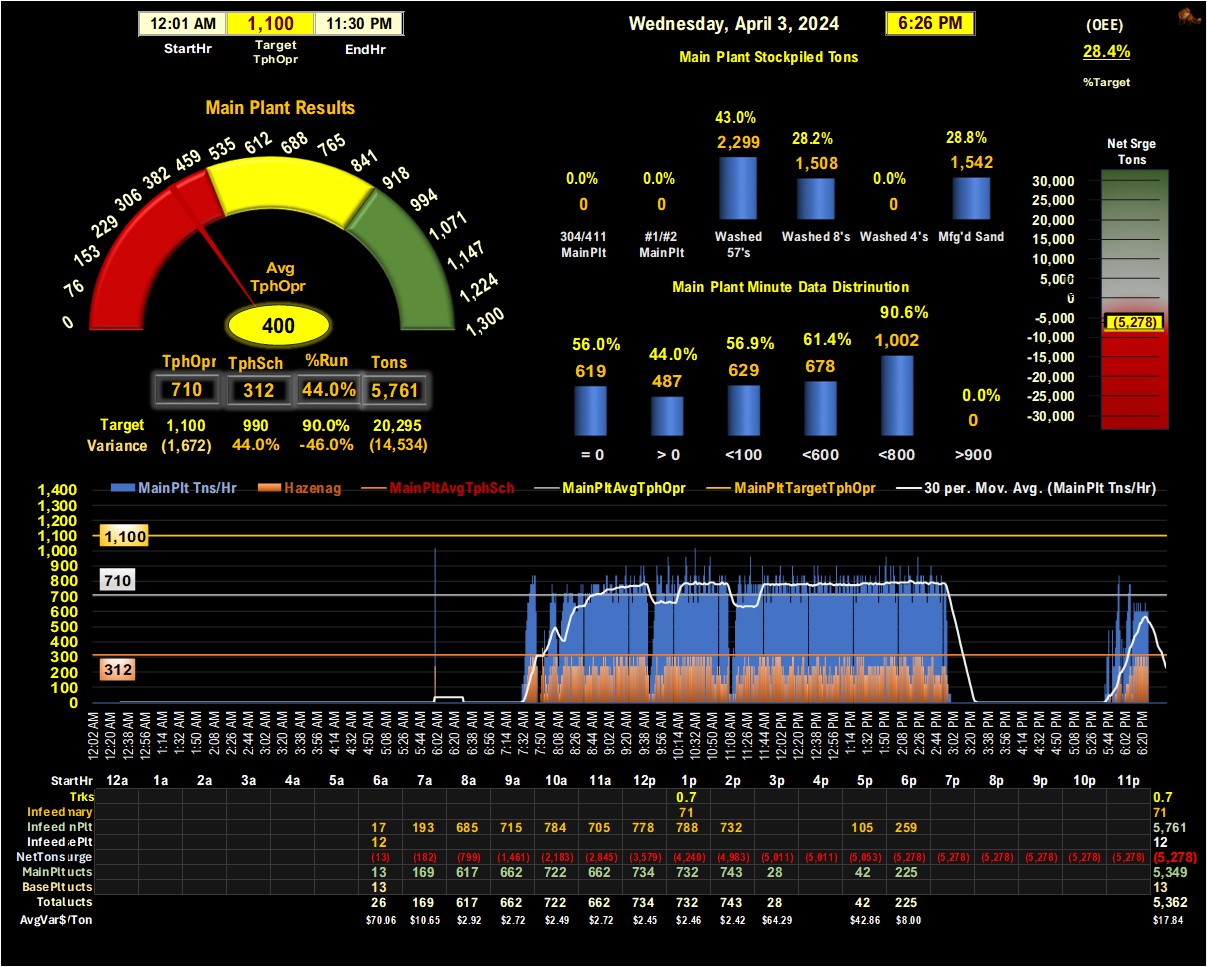 12:01 AM 1,100 11:30 PM
StartHr Target TphOpr EndHr
Wednesday, April 3, 2024 6:26 PM
Main Plant Stockpiled Tons
(OEE)
28.4%
%Target
Main Plant Results
0 76 153 229 306 382 459 535 612 688 765 841 918 994 1,071 1,147 1,224 1,300
Avg
TphOpr
400
TphOpr TphSch %Run Tons
710 312 44.0% 5,761
Target 1,100 990 90.0% 20,295
Variance (1,672) 44.0% -46.0% (14,534)
0.0% 0.0% 43.0% 28.2% 0.0% 28.8%
0 0 2,299 1,508 0 1,542
304/411 MainPlt #1/#2 MainPlt Washed 57's Washed 8's Washed 4's Mfg'd Sand
Main Plant Minute Data Distrinution
56.0% 44.0% 56.9% 61.4% 90.6% 0.0%
619 487 629 678 1,002 0
= 0 > 0 <100 <600 <800 >900
Net Srge
Tons
30,000
25,000
20,000
15,000
10,000
5,000
0
-5,000
(5,278)
-10,000
-15,000
-20,000
-25,000
-30,000
MainPlt Tns/Hr Hazenag MainPltAvgTphSch MainPltAvgTphOpr MainPltTargetTphOpr 30 per. Mov. Avg. (MainPlt Tns/Hr)
1,400
1,300
1,200
1,100
1,000
900
800
700
600
500
400
300
200
100
0
1,100
710
312
12:02 AM 12:20 AM 12:38 AM 12:56 AM 1:14 AM 1:32 AM 1:50 AM 2:08 AM 2:26 AM 2:44 AM 3:02 AM 3:20 AM 3:38 AM 3:56 AM 4:14 AM 4:32 AM 4:50 AM 5:08 AM 5:26 AM 5:44 AM 6:02 AM 6:20 AM 6:38 AM 6:56 AM 7:14 AM 7:32 AM 7:50 AM 8:08 AM 8:26 AM 8:44 AM 9:02 AM 9:20 AM 9:38 AM 9:56 AM 10:14 AM 10:32 AM 10:50 AM 11:08 AM 11:26 AM 11:44 AM 12:02 PM 12:20 PM 12:38 PM 12:56 PM 1:14 PM 1:32 PM 1:50 PM 2:08 PM 2:26 PM 2:44 PM 3:02 PM 3:20 PM 3:38 PM 3:56 PM 4:14 PM 4:32 PM 4:50 PM 5:08 PM 5:26 PM 5:44 PM 6:02 PM 6:20 PM
StartHr 12a 1a 2a 3a 4a 5a 6a 7a 8a 9a 10a 11a 12p 1p 2p 3p 4p 5p 6p 7p 8p 9p 10p 11p
Trks 0.7 0.7
Infeed mary 71 71
Infeed nPlt 17 193 685 715 784 705 778 788 732 105 259 5,761
Infeed ePlt 12 12
NetTons urge (13) (182) (799) (1,461) (2,183) (2,845) (3,579) (4,240) (4,983) (5,011) (5,011) (5,053) (5,278) (5,278) (5,278) (5,278) (5,278) (5,278) (5,278)
MainPlt ucts 13 169 617 662 722 662 734 732 743 28 42 225 5,349
BasePlt ucts 13 13
Total ucts 26 169 617 662 722 662 734 732 743 28 42 225 5,362
AvgVar$/Ton $70.06 $10.65 $2.92 $2.72 $2.49 $2.72 $2.45 $2.46 $2.42 $64.29 $42.86 $8.00 $17.84